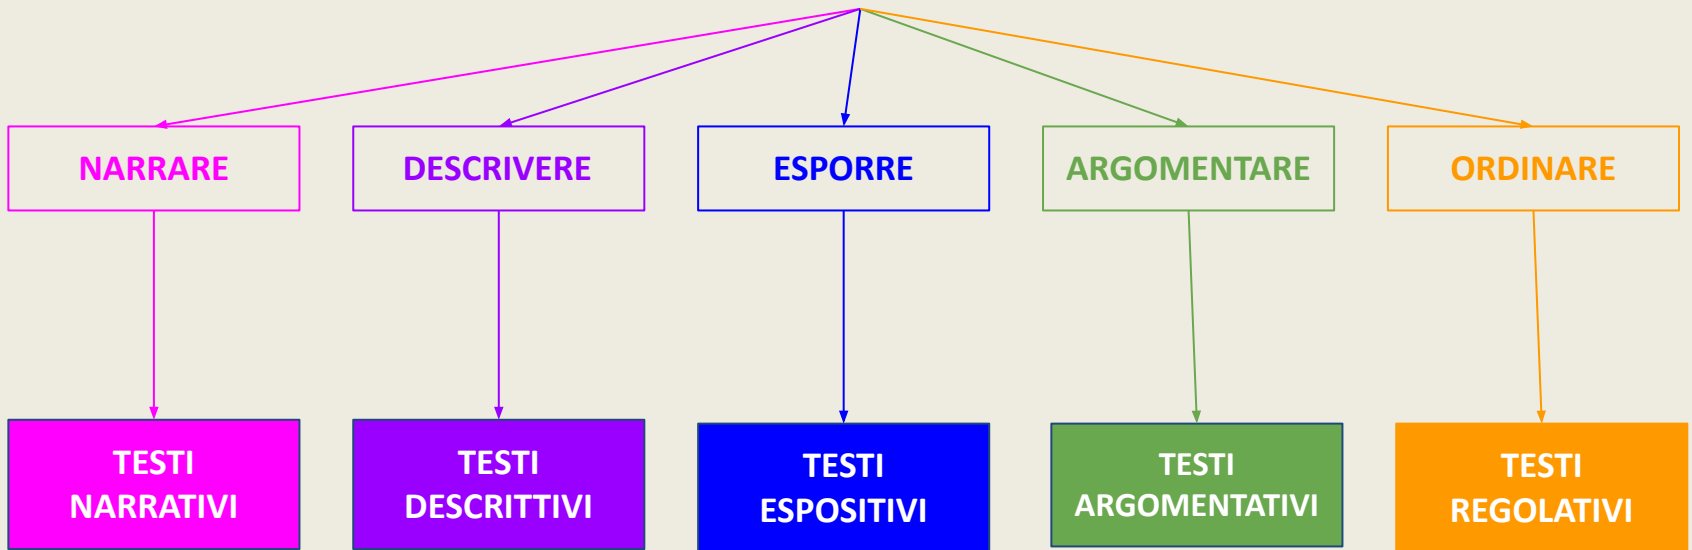 NARRARE
DESCRIVERE
ESPORRE
ARGOMENTARE
ORDINARE
TESTI
NARRATIVI
TESTI
DESCRITTIVI
TESTI
ESPOSITIVI
TESTI
ARGOMENTATIVI
TESTI
REGOLATIVI